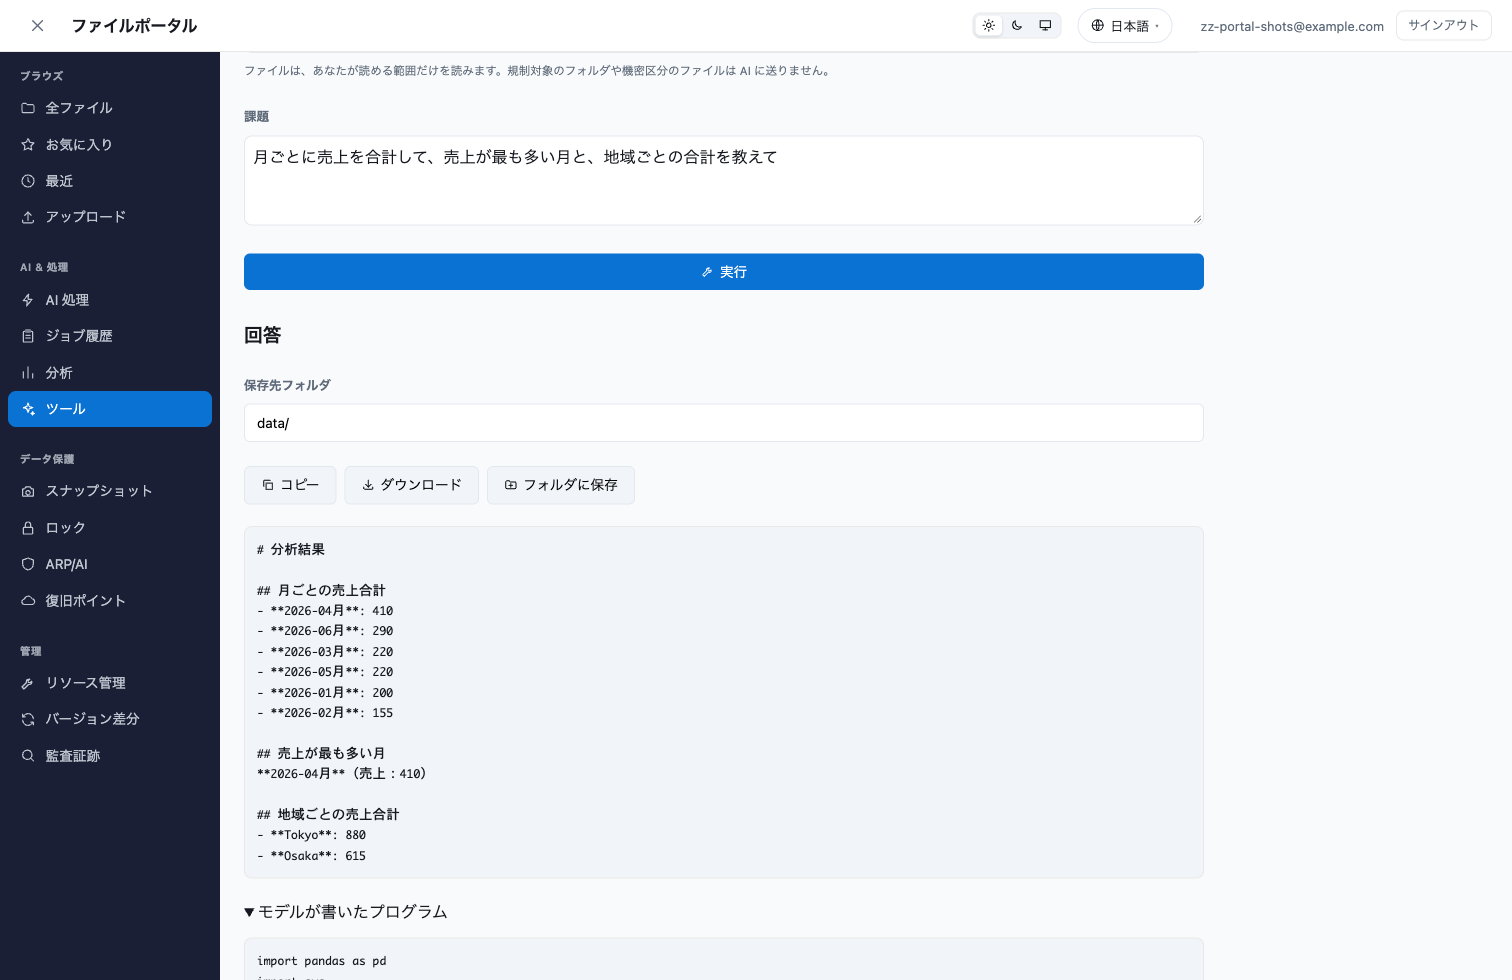 ファイルポータル
日本語
zz-portal-shots@example.com
サインアウト
ブラウズ
全ファイル
お気に入り
最近
アップロード
AI & 処理
AI 処理
ジョブ履歴
分析
ツール
データ保護
スナップショット
ロック
ARP/AI
復旧ポイント
管理
リソース管理
バージョン差分
監査証跡
ファイルは、あなたが読める範囲だけを読みます。規制対象のフォルダや機密区分のファイルは AI に送りません。
課題
月ごとに売上を合計して、売上が最も多い月と、地域ごとの合計を教えて
実行
回答
保存先フォルダ
data/
コピー
ダウンロード
フォルダに保存
# 分析結果
## 月ごとの売上合計
- **2026-04月**: 410
- **2026-06月**: 290
- **2026-03月**: 220
- **2026-05月**: 220
- **2026-01月**: 200
- **2026-02月**: 155
## 売上が最も多い月
**2026-04月**（売上：410）
## 地域ごとの売上合計
- **Tokyo**: 880
- **Osaka**: 615
▼モデルが書いたプログラム
import pandas as pd